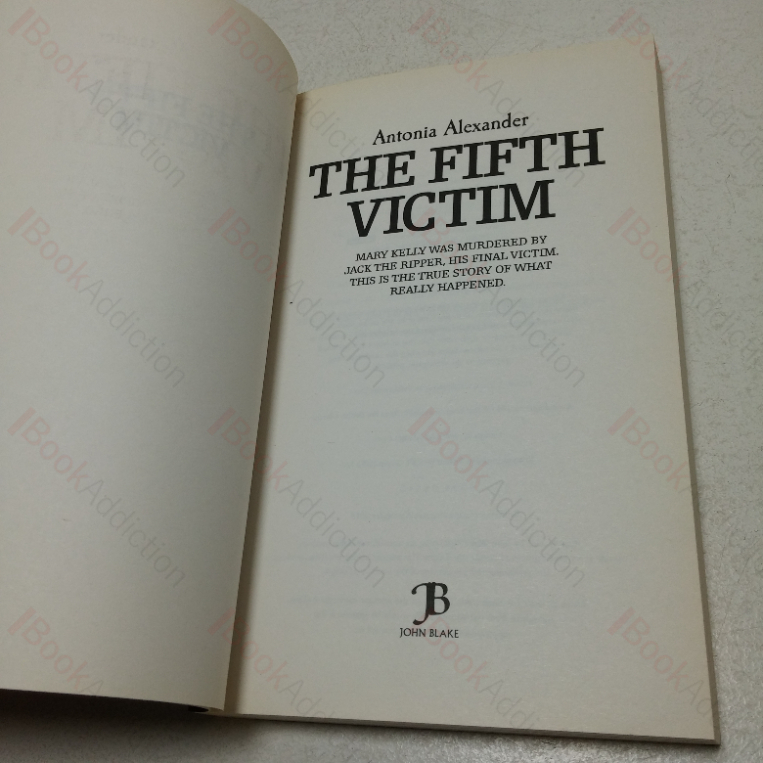 Antonia Alexander
THE FIFTH
VICTIM
MARY KELLY WAS MURDERED BY
JACK THE RIPPER, HIS FINAL VICTIM.
THIS IS THE TRUE STORY OF WHAT
REALLY HAPPENED.
JB
JOHN BLAKE
BookAddiction